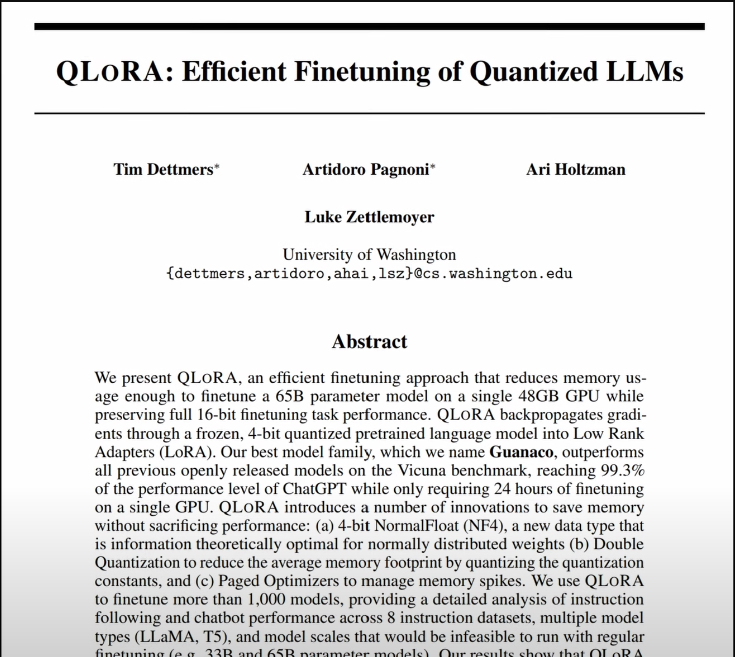 QLORA: Efficient Finetuning of Quantized LLMs
Tim Dettmers* Artidoro Pagnoni* Ari Holtzman
Luke Zettlemoyer
University of Washington
{dettmers,artidoro,ahai,lsz}@cs.washington.edu
Abstract
We present QLORA, an efficient finetuning approach that reduces memory us-
age enough to finetune a 65B parameter model on a single 48GB GPU while
preserving full 16-bit finetuning task performance. QLORA backpropagates gradi-
ents through a frozen, 4-bit quantized pretrained language model into Low Rank
Adapters (LoRA). Our best model family, which we name Guanaco, outperforms
all previous openly released models on the Vicuna benchmark, reaching 99.3%
of the performance level of ChatGPT while only requiring 24 hours of finetuning
on a single GPU. QLORA introduces a number of innovations to save memory
without sacrificing performance: (a) 4-bit NormalFloat (NF4), a new data type that
is information theoretically optimal for normally distributed weights (b) Double
Quantization to reduce the average memory footprint by quantizing the quantization
constants, and (c) Paged Optimizers to manage memory spikes. We use QLORA
to finetune more than 1,000 models, providing a detailed analysis of instruction
following and chatbot performance across 8 instruction datasets, multiple model
types (LLaMA, T5), and model scales that would be infeasible to run with regular
finetuning (e.g. 33B and 65B parameter models). Our results show that QLORA